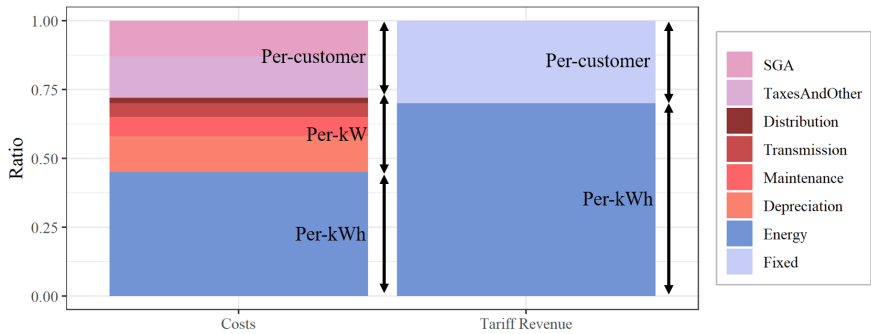 1.00
0.75
0.50
0.25
0.00
Ratio
Per-customer
Per-kW
Per-kWh
Per-customer
Per-kWh
Costs
Tariff Revenue
SGA
TaxesAndOther
Distribution
Transmission
Maintenance
Depreciation
Energy
Fixed